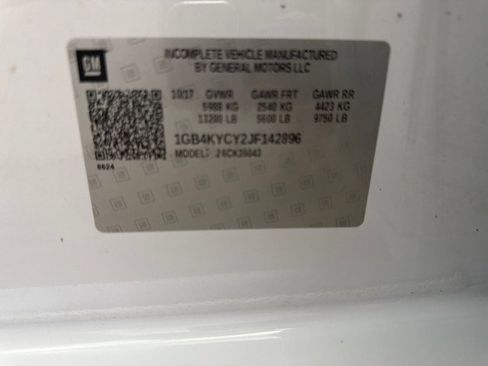 GM
INCOMPLETE VEHICLE MANUFACTURED
BY GENERAL MOTORS LLC
10/17 GVWR GAWR FRT GAWR RR
5988 KG 2540 KG 4423 KG
13200 LB 5600 LB 9750 LB
1GB4KYCY2JF142896
MODEL:
6624